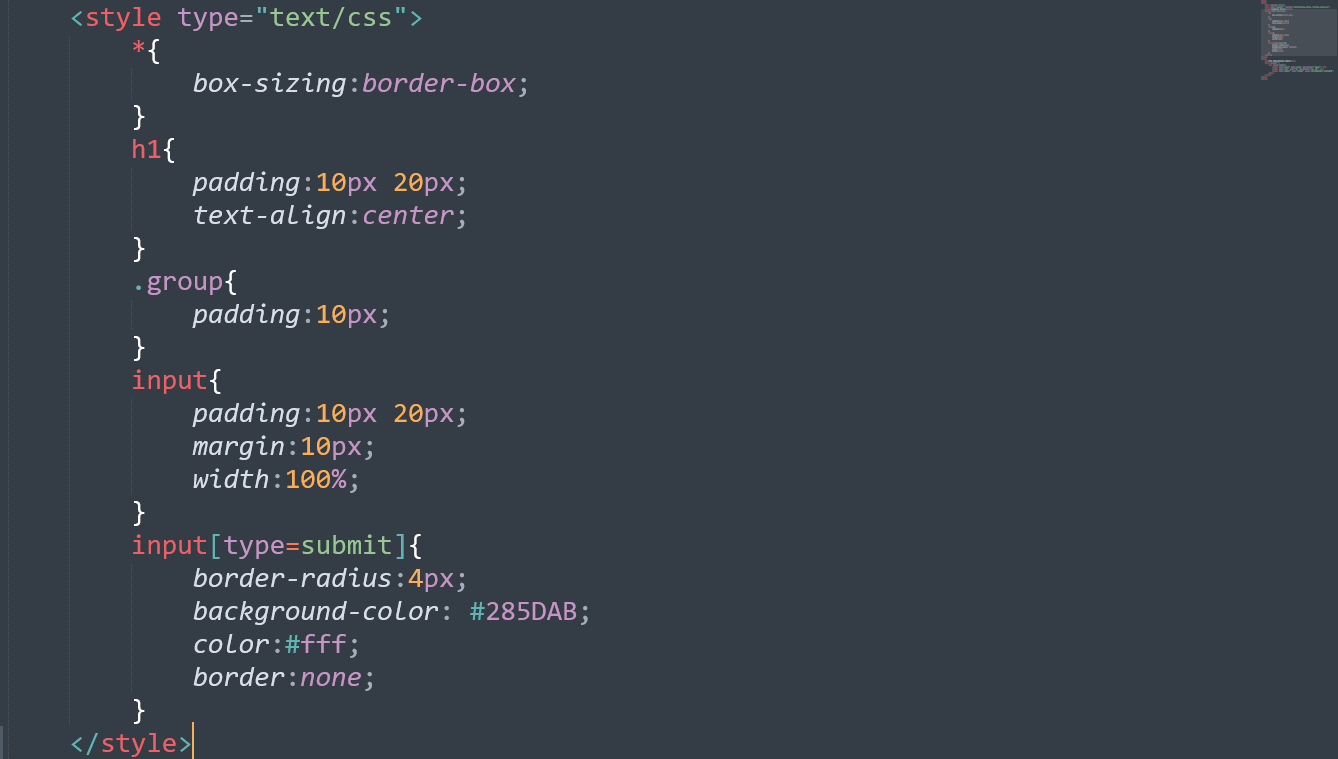 <style type="text/css">
*{
box-sizing:border-box;
}
h1{
padding:10px 20px;
text-align:center;
}
.group{
padding:10px;
}
input{
padding:10px 20px;
margin:10px;
width:100%;
}
input[type=submit]{
border-radius:4px;
background-color: #285DAB;
color:#fff;
border:none;
}
</style>